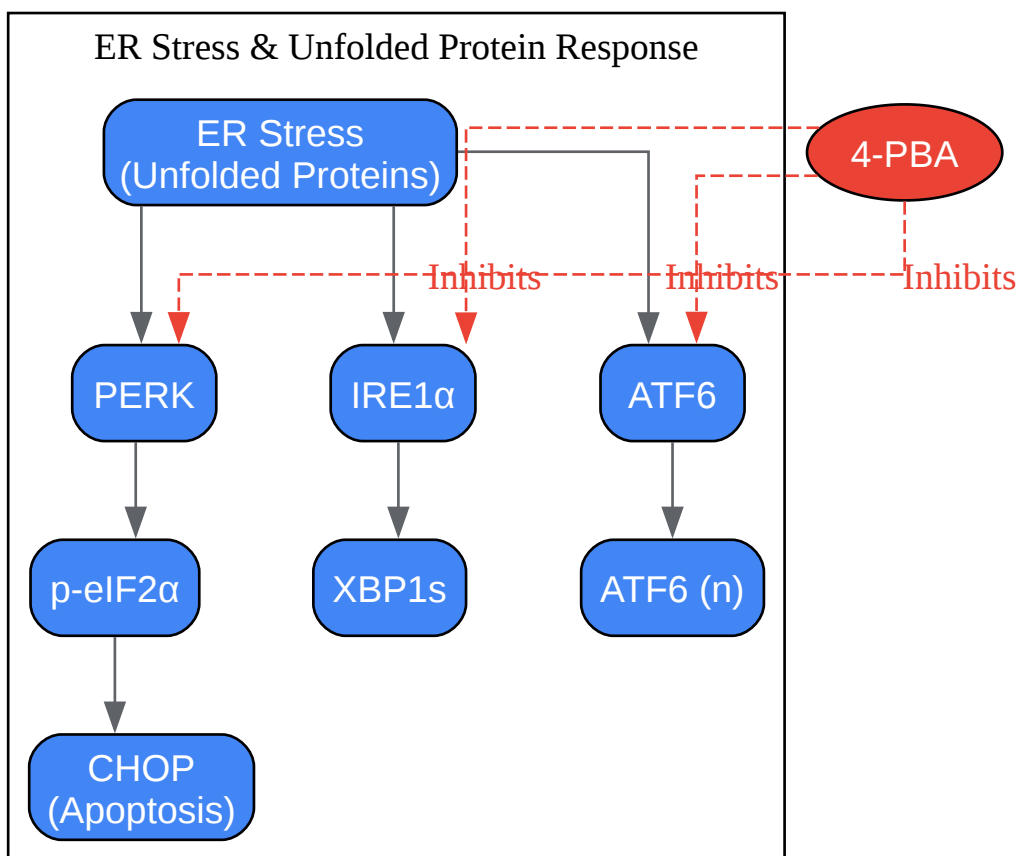 ER Stress & Unfolded Protein Response
ER Stress
(Unfolded Proteins)
4-PBA
Inhibits
Inhibits
Inhibits
PERK
IRE1α
ATF6
p-eIF2α
XBP1s
ATF6 (n)
CHOP
(Apoptosis)